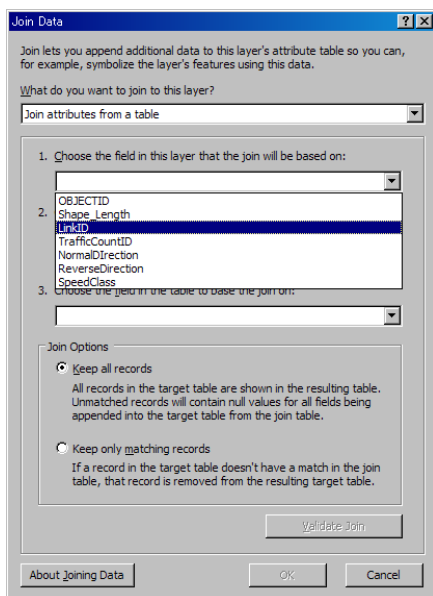 Join Data
Join lets you append additional data to this layer's attribute table so you can,
for example, symbolize the layer's features using this data.
What do you want to join to this layer?
Join attributes from a table
1. Choose the field in this layer that the join will be based on:
OBJECTID
2. Shape_Length
LinkID
TrafficCountID
NormalDIrection
ReverseDirection
SpeedClass
3. Choose the field in the table to base the join on:
Join Options
Keep all records
All records in the target table are shown in the resulting table.
Unmatched records will contain null values for all fields being
appended into the target table from the join table.
Keep only matching records
If a record in the target table doesn't have a match in the join
table, that record is removed from the resulting target table.
Validate Join
About Joining Data
OK
Cancel